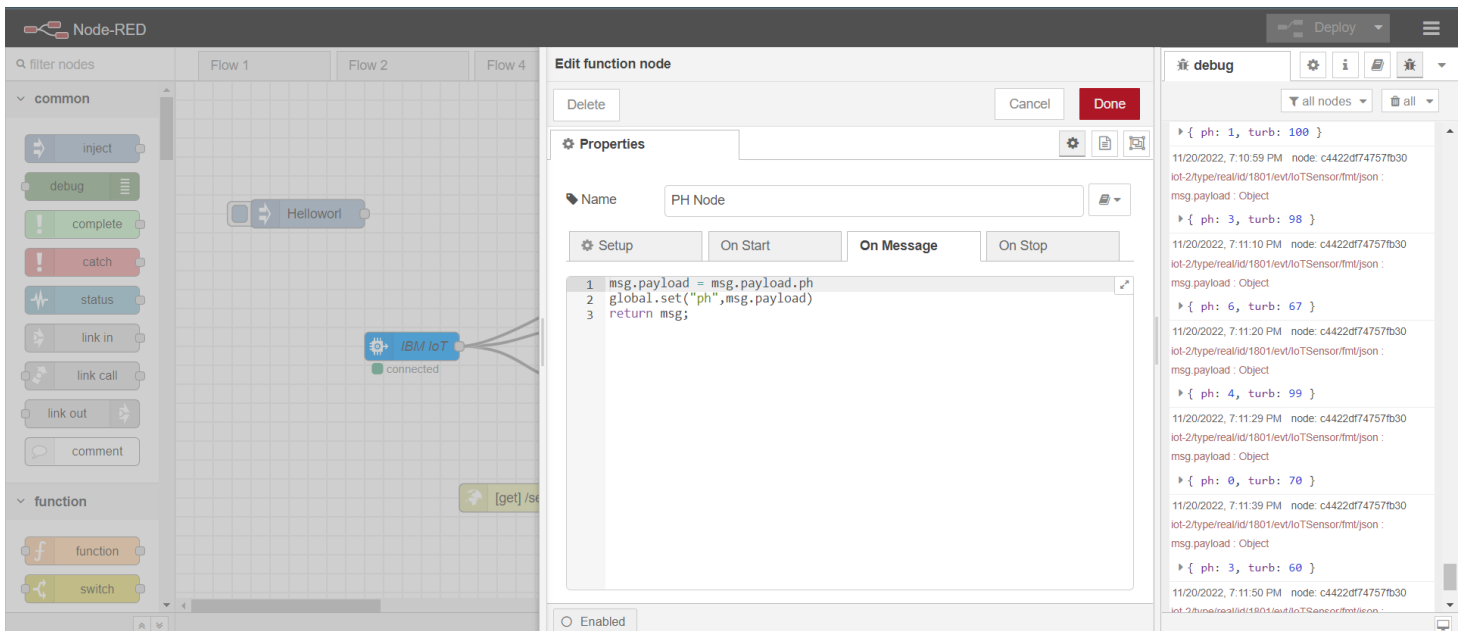 Node-RED
Deploy
filter nodes
common
inject
debug
complete
catch
status
link in
link call
link out
comment
function
function
switch
Flow 1
Flow 2
Flow 4
Helloworl
IBM IoT
connected
[get] /se
Edit function node
Delete
Cancel
Done
Properties
Name
PH Node
Setup
On Start
On Message
On Stop
1 msg.payload = msg.payload.ph
2 global.set("ph",msg.payload)
3 return msg;
Enabled
debug
i
all nodes
all
{ ph: 1, turb: 100 }
11/20/2022, 7:10:59 PM node: c4422df74757fb30
iot-2/type/real/id/1801/evt/IoTSensor/fmt/json :
msg.payload : Object
{ ph: 3, turb: 98 }
11/20/2022, 7:11:10 PM node: c4422df74757fb30
iot-2/type/real/id/1801/evt/IoTSensor/fmt/json :
msg.payload : Object
{ ph: 6, turb: 67 }
11/20/2022, 7:11:20 PM node: c4422df74757fb30
iot-2/type/real/id/1801/evt/IoTSensor/fmt/json :
msg.payload : Object
{ ph: 4, turb: 99 }
11/20/2022, 7:11:29 PM node: c4422df74757fb30
iot-2/type/real/id/1801/evt/IoTSensor/fmt/json :
msg.payload : Object
{ ph: 0, turb: 70 }
11/20/2022, 7:11:39 PM node: c4422df74757fb30
iot-2/type/real/id/1801/evt/IoTSensor/fmt/json :
msg.payload : Object
{ ph: 3, turb: 60 }
11/20/2022, 7:11:50 PM node: c4422df74757fb30
iot-2/type/real/id/1801/evt/IoTSensor/fmt/json :